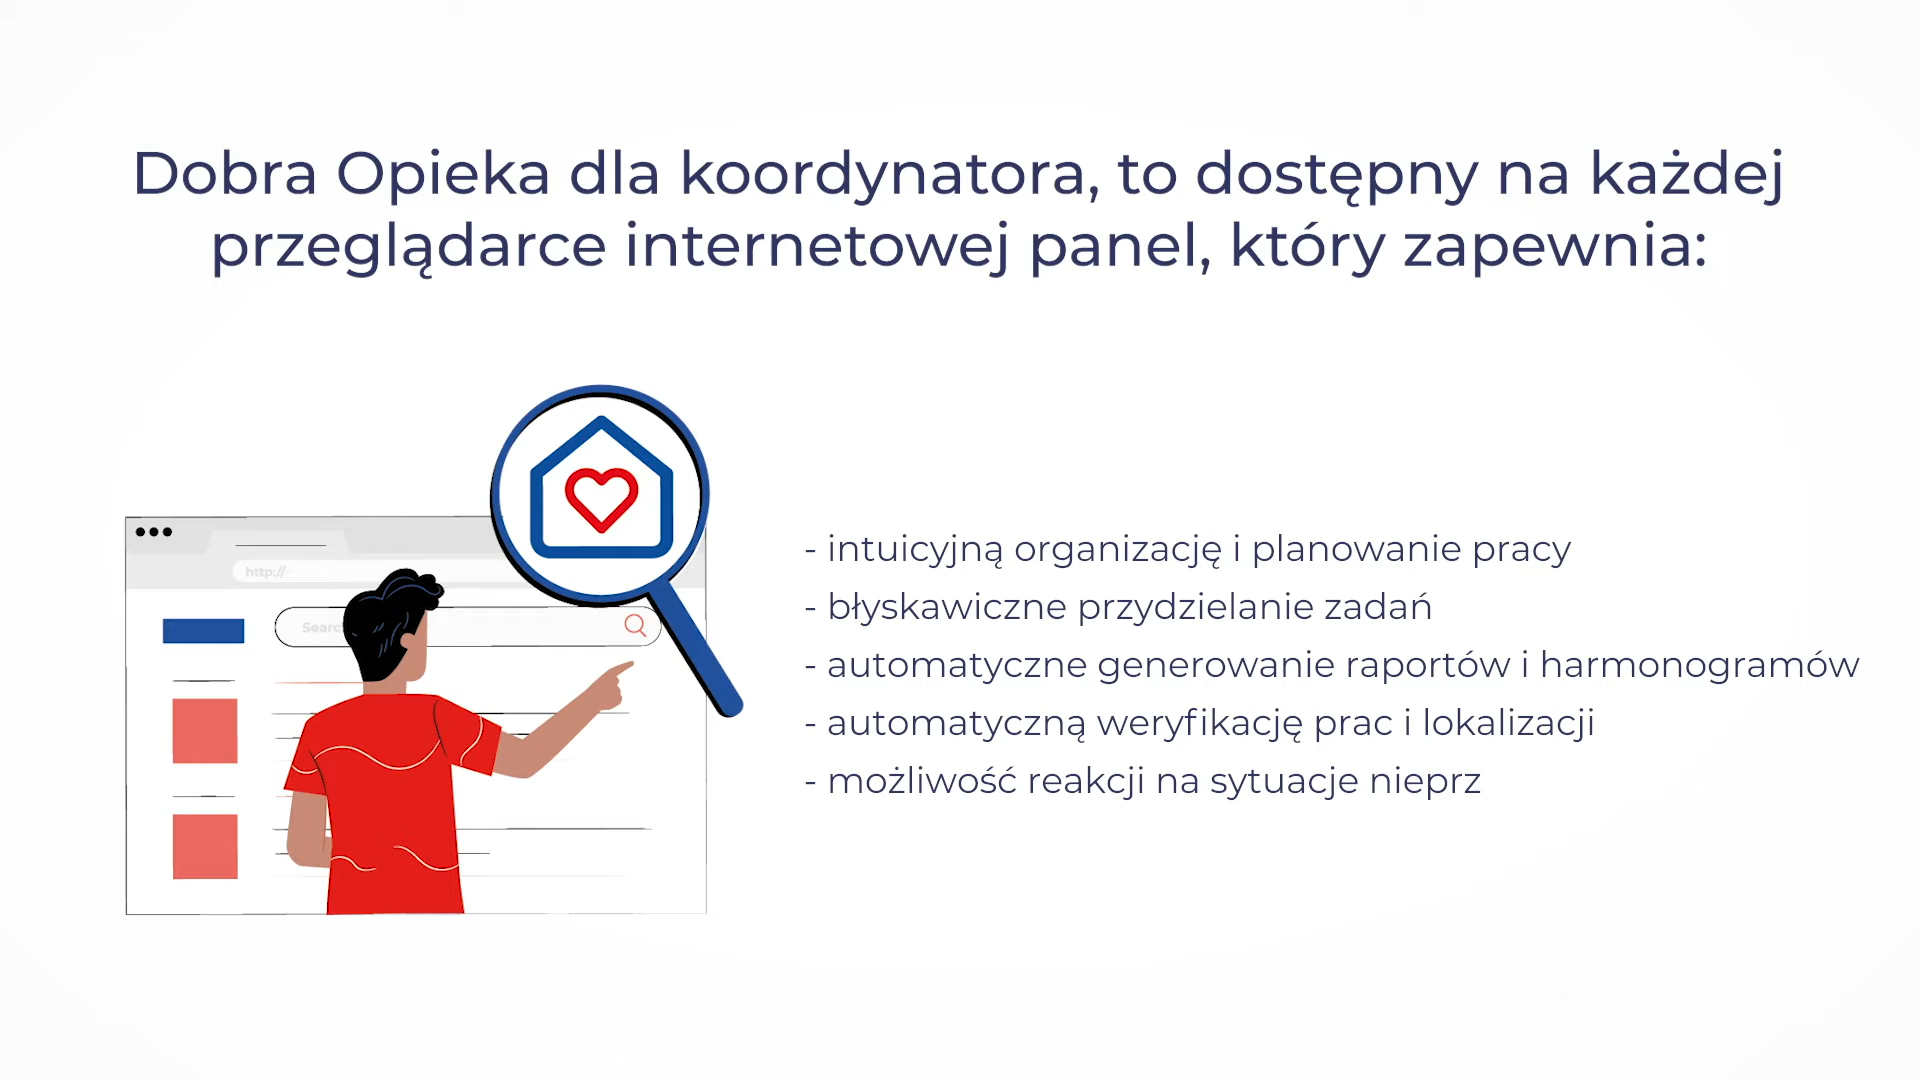 Dobra Opieka dla koordynatora, to dostępny na każdej
przeglądarce internetowej panel, który zapewnia:
http://
Searc
- intuicyjną organizację i planowanie pracy
- błyskawiczne przydzielanie zadań
- automatyczne generowanie raportów i harmonogramów
- automatyczną weryfikację prac i lokalizacji
- możliwość reakcji na sytuacje nieprz